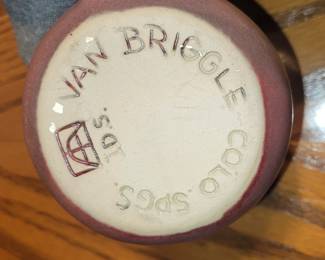 VAN BRIGGLE
COLO. SPGS.
I.D.S.